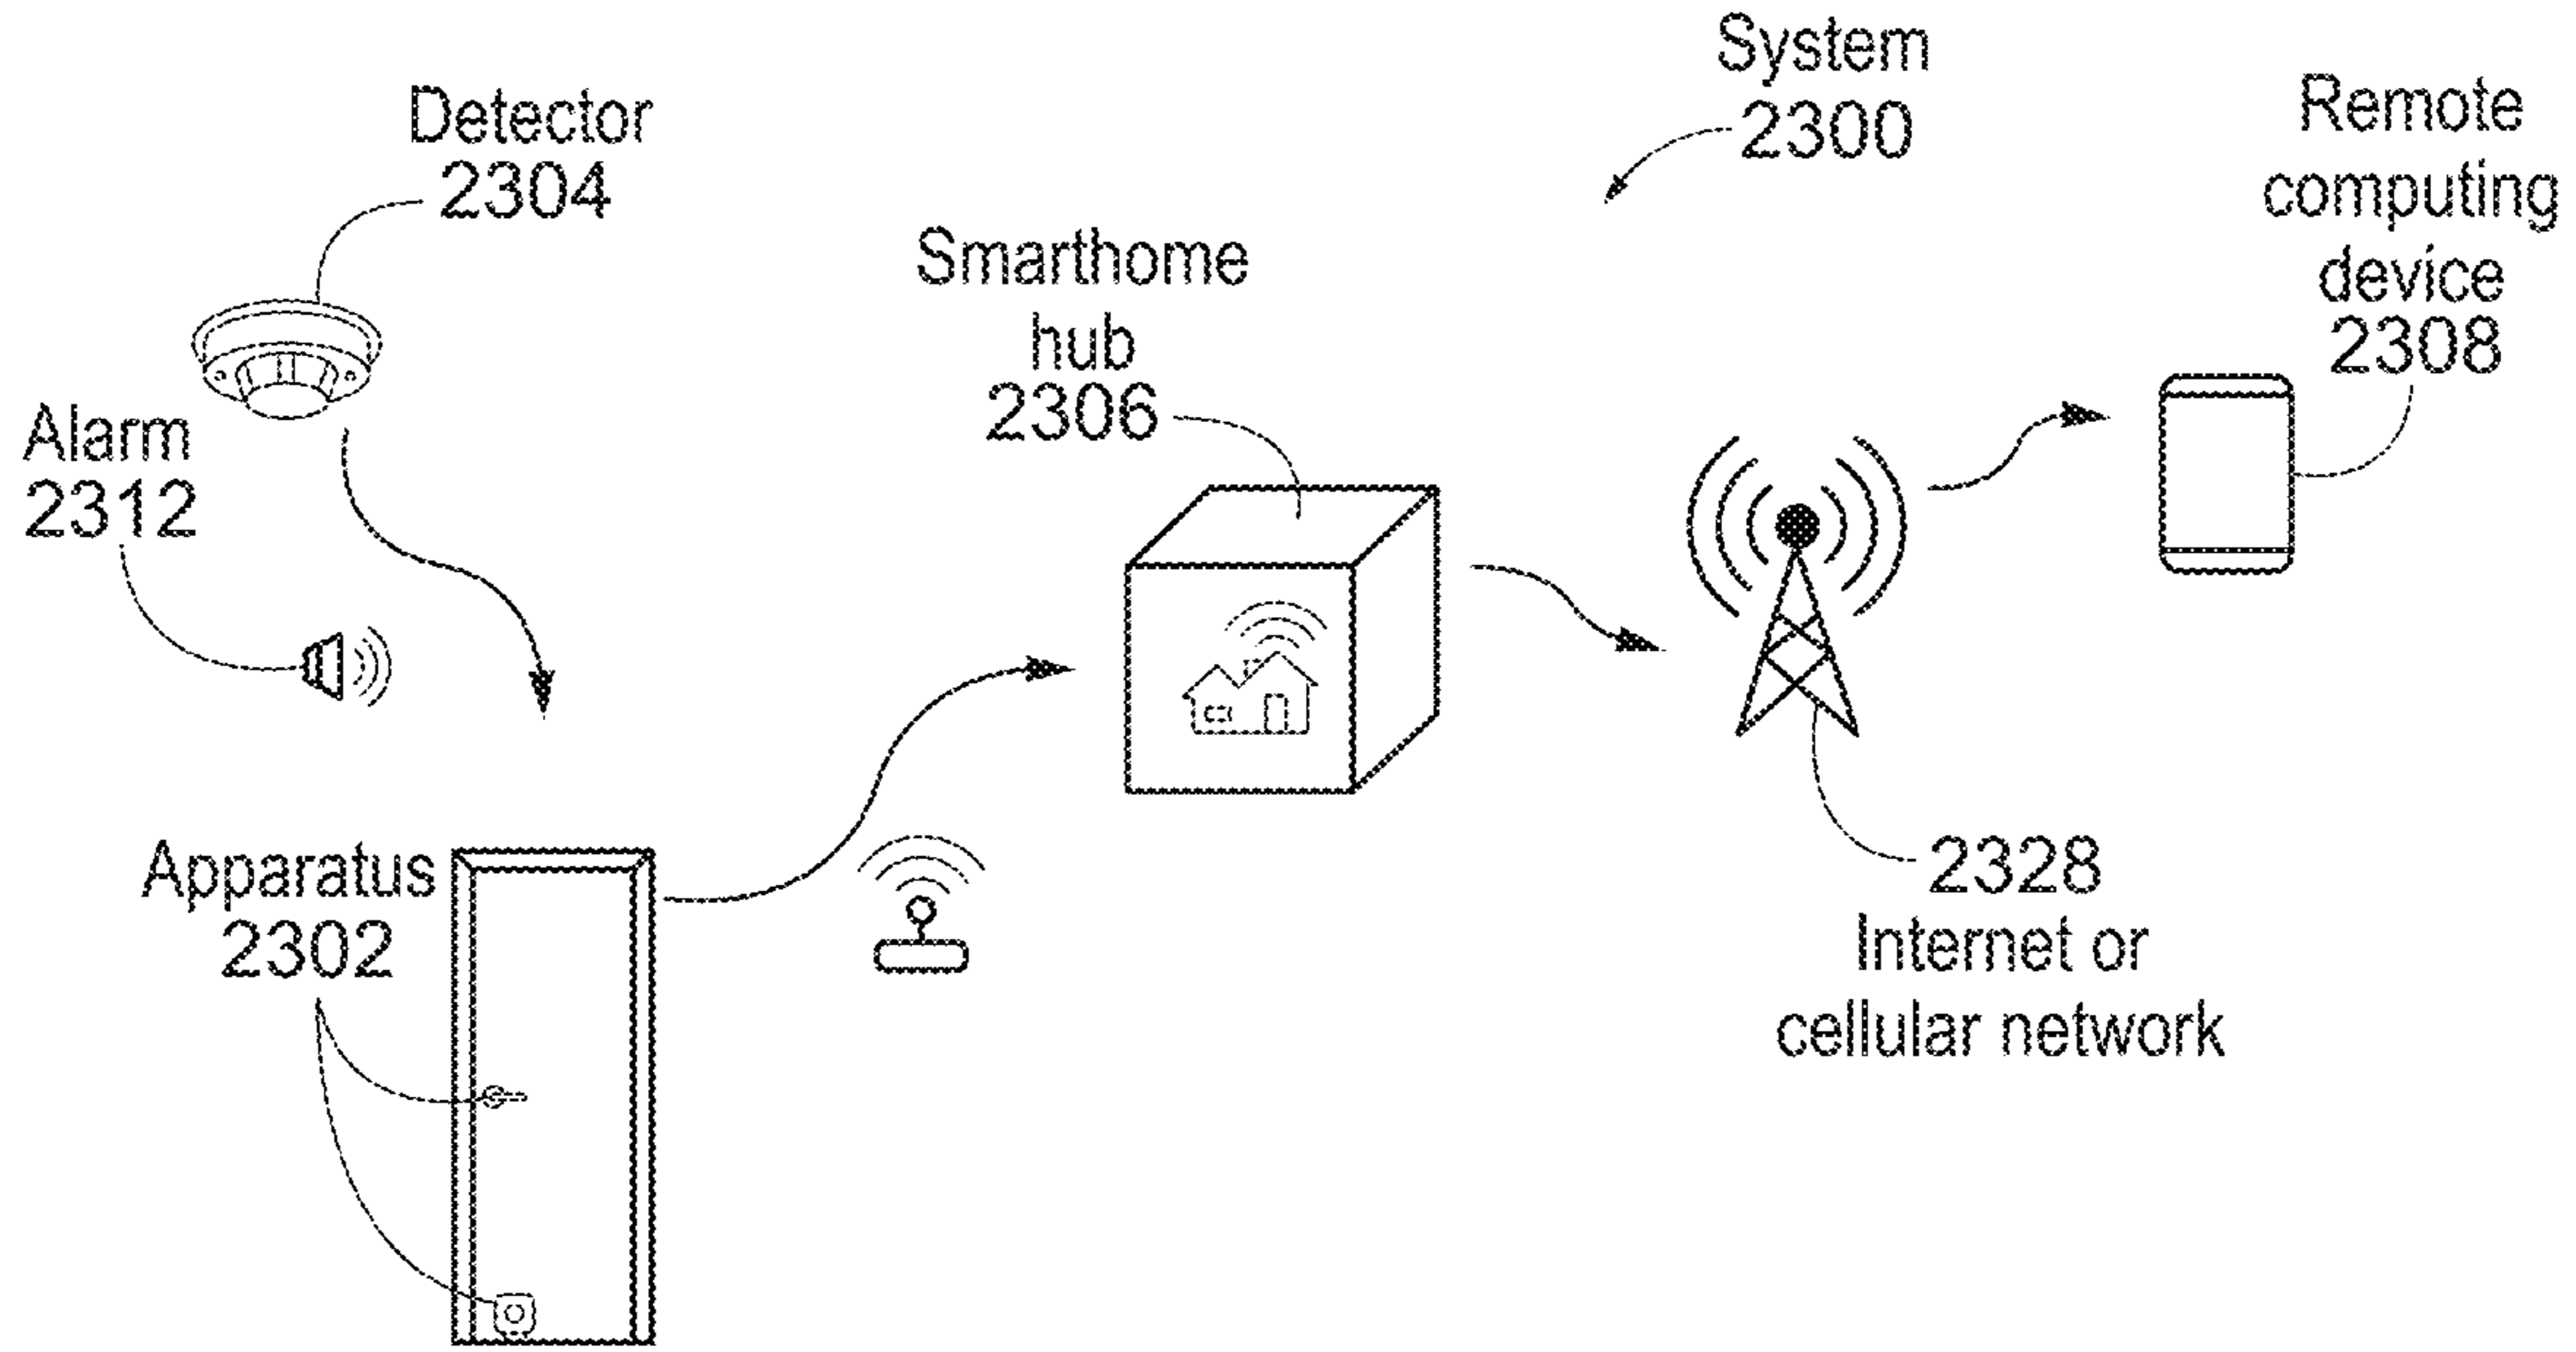 System
2300
Detector
2304
Remote
computing
device
2308
Smarthome
hub
2306
Alarm
2312
Apparatus
2302
2328
Internet or
cellular network